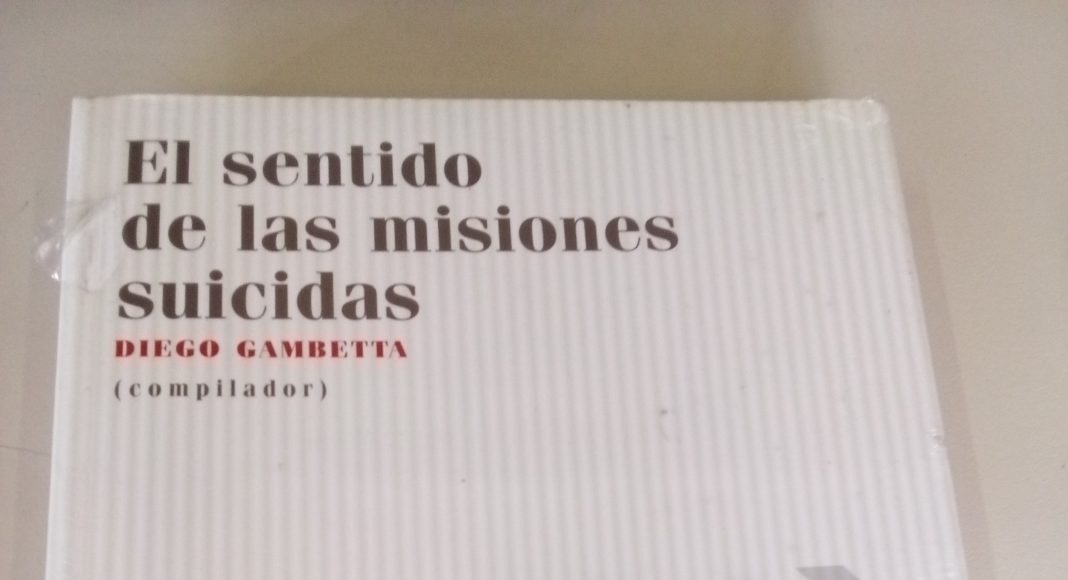 El sentido
de las misiones
suicidas
DIEGO GAMBETTA
(compilador)